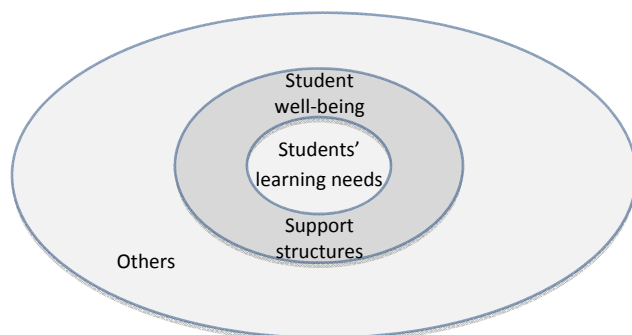 Student
well-being
Students’
learning needs
Support
structures
Others